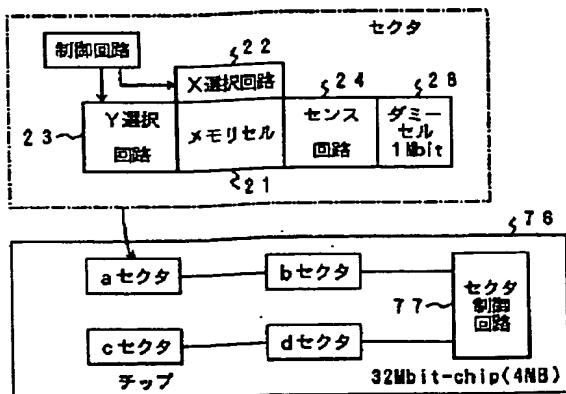 セクタ
制御回路
22
X選択回路
24
28
23
Y選択
回路
メモリセル
センス
回路
ダミー
セル
1Mbit
21
76
aセクタ
bセクタ
セクタ
制御
回路
77
cセクタ
dセクタ
チップ
32Mbit-chip(4MB)